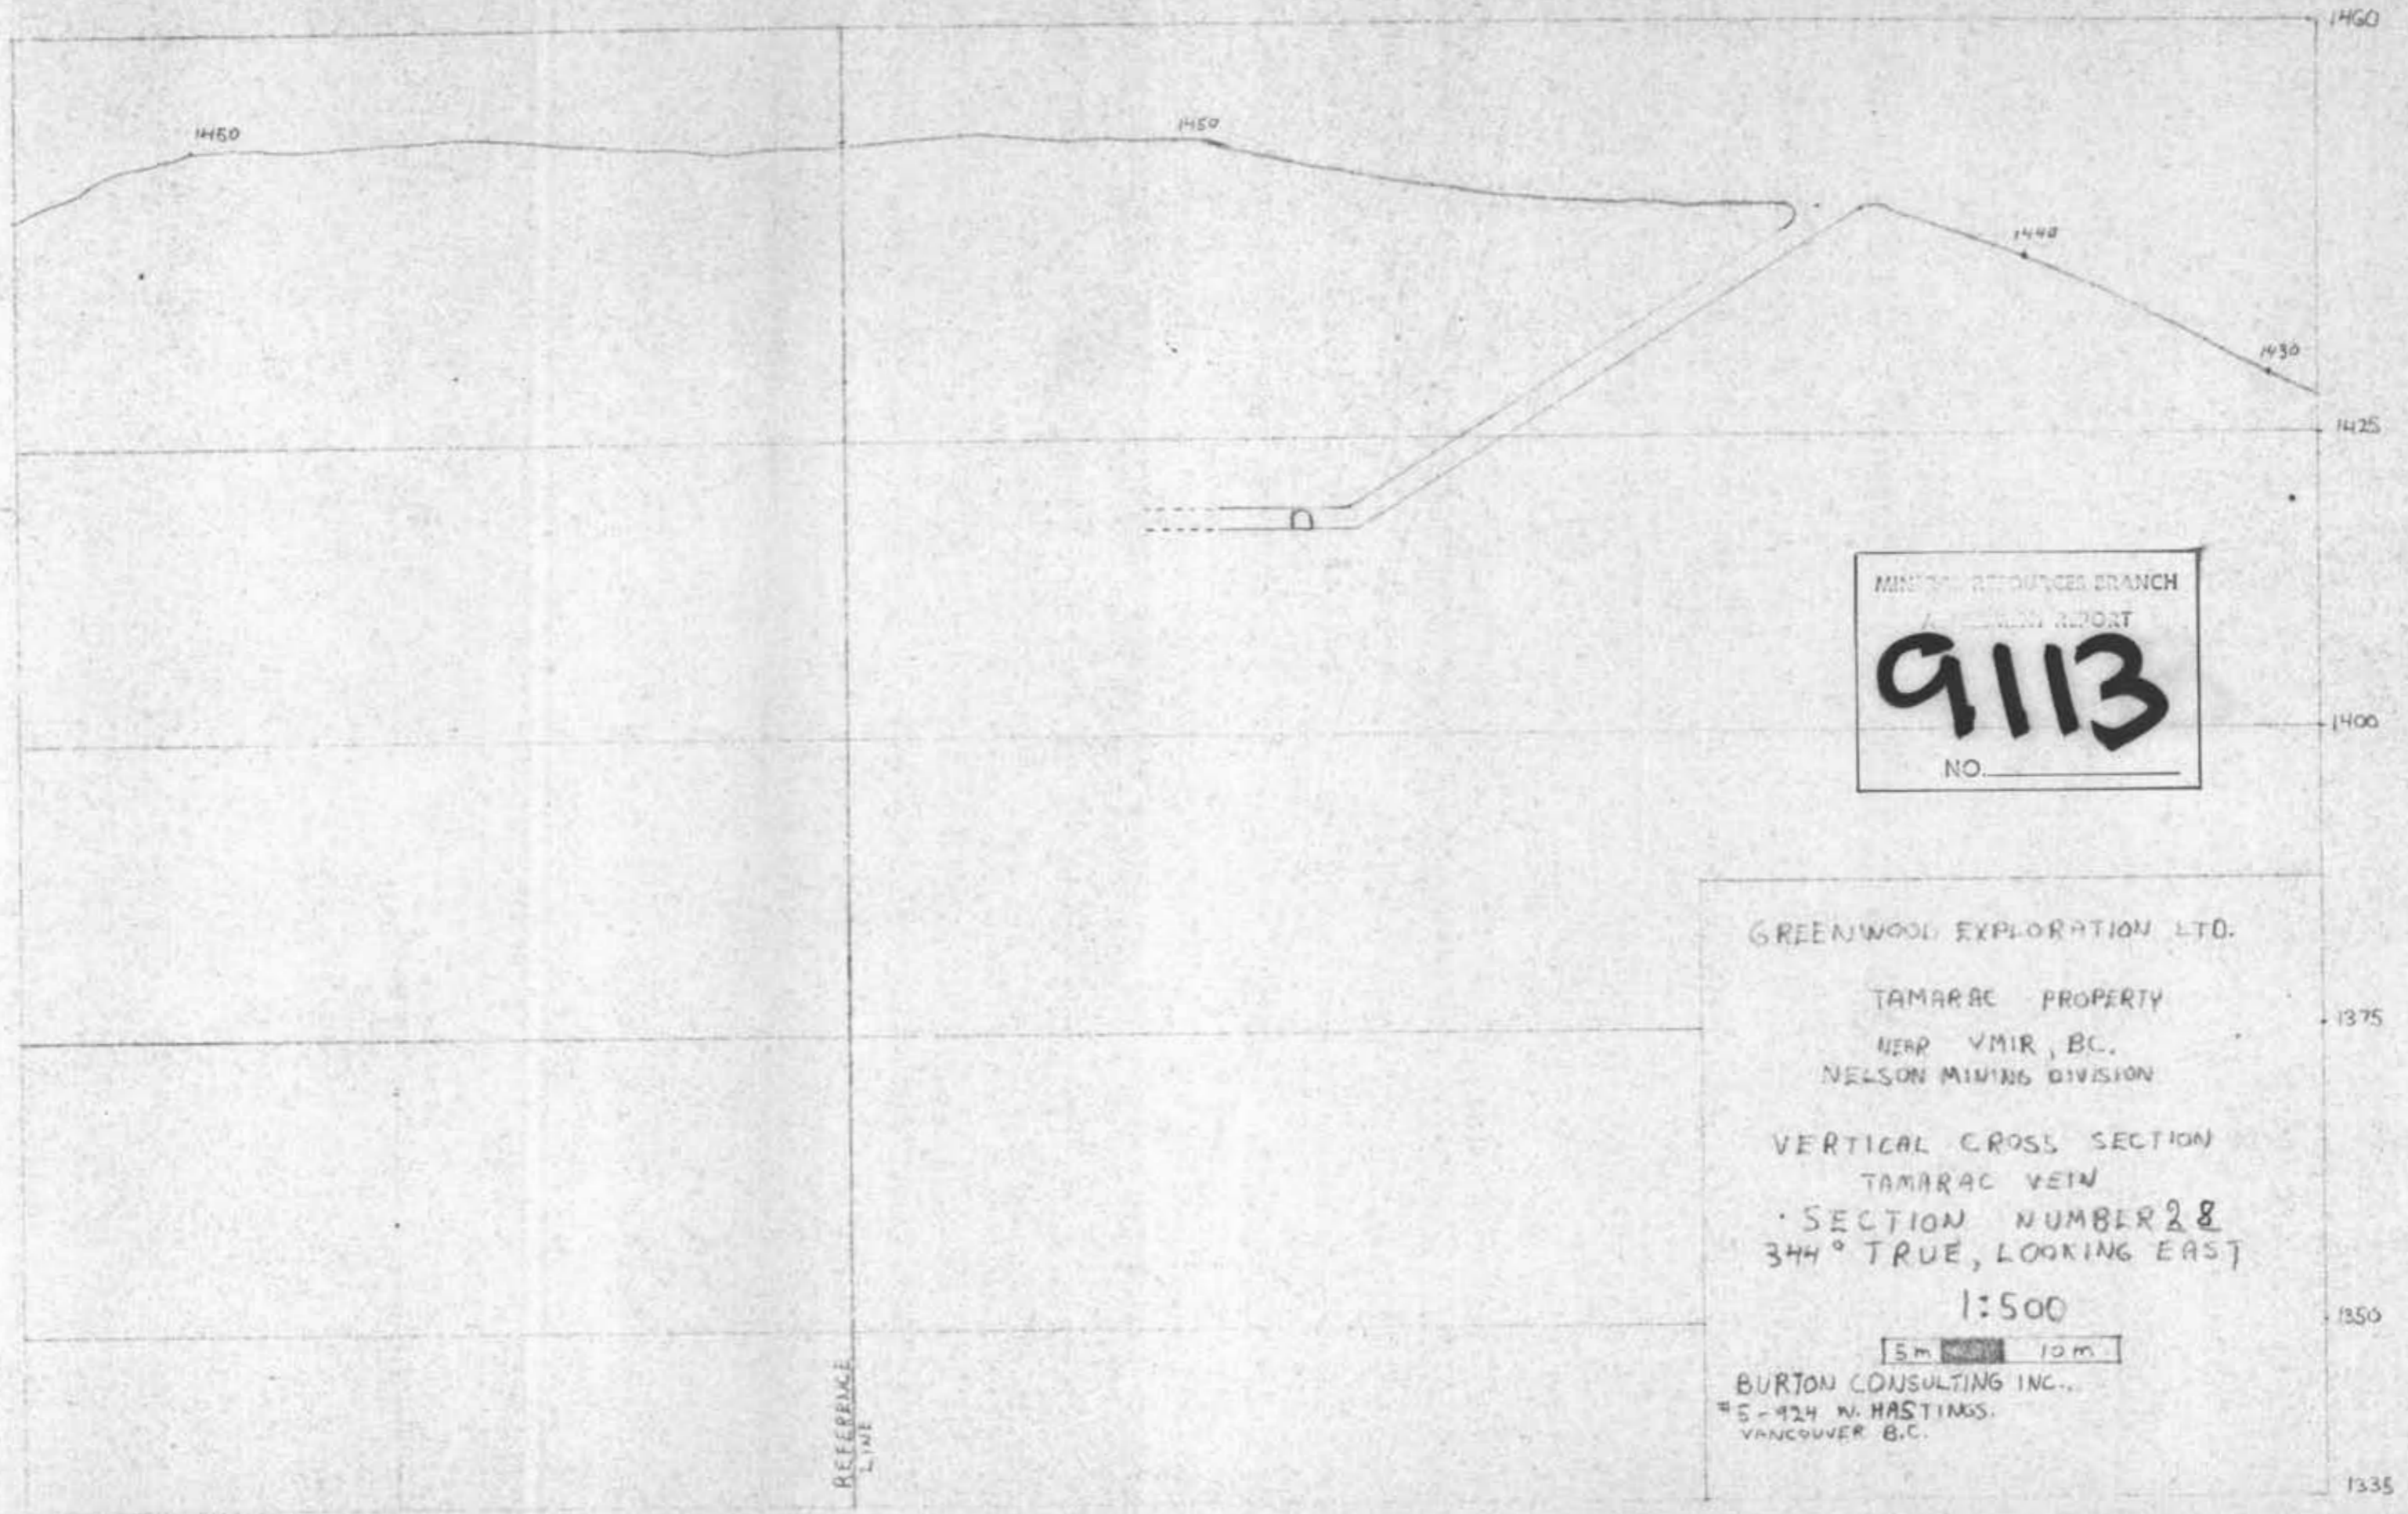 1460
1450
1450
1440
1430
1425
MINERAL RESOURCES BRANCH
ASSESSMENT REPORT
9113
NO.
1400
GREENWOOD EXPLORATION LTD.
TAMARAC PROPERTY
NEAR YMIR, BC.
NELSON MINING DIVISION
1375
VERTICAL CROSS SECTION
TAMARAC VEIN
SECTION NUMBER 28
344° TRUE, LOOKING EAST
1:500
1350
5m 10m
BURTON CONSULTING INC.
#5-924 W. HASTINGS.
VANCOUVER B.C.
REFERENCE
LINE
1335